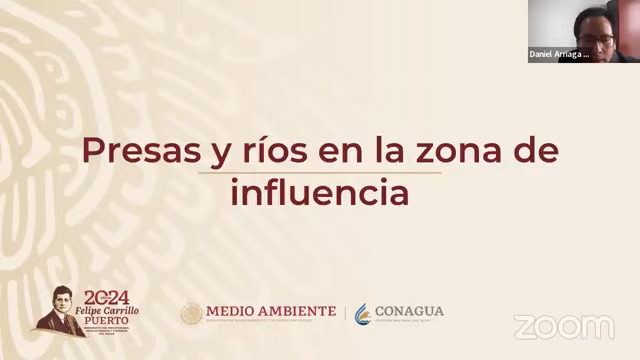 Daniel Arriaga ...
Presas y ríos en la zona de
influencia
2024
Felipe Carrillo
PUERTO
MEDIO AMBIENTE
CONAGUA
zoom